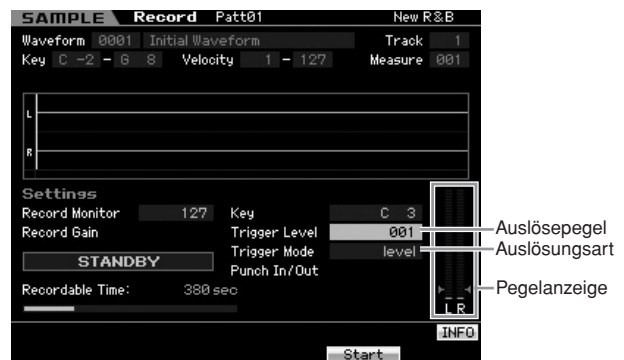 SAMPLE Record Patt01 New R&B
Waveform 0001 Initial Waveform Track 1
Key C -2 - G 8 Velocity 1 - 127 Measure 001
L
R
Settings
Record Monitor 127 Key C 3
Record Gain Trigger Level 001 Auslösepegel
STANDBY Trigger Mode level Auslösungsart
Punch In/Out
Recordable Time: 380 sec Pegelanzeige
L R
INFO
Start